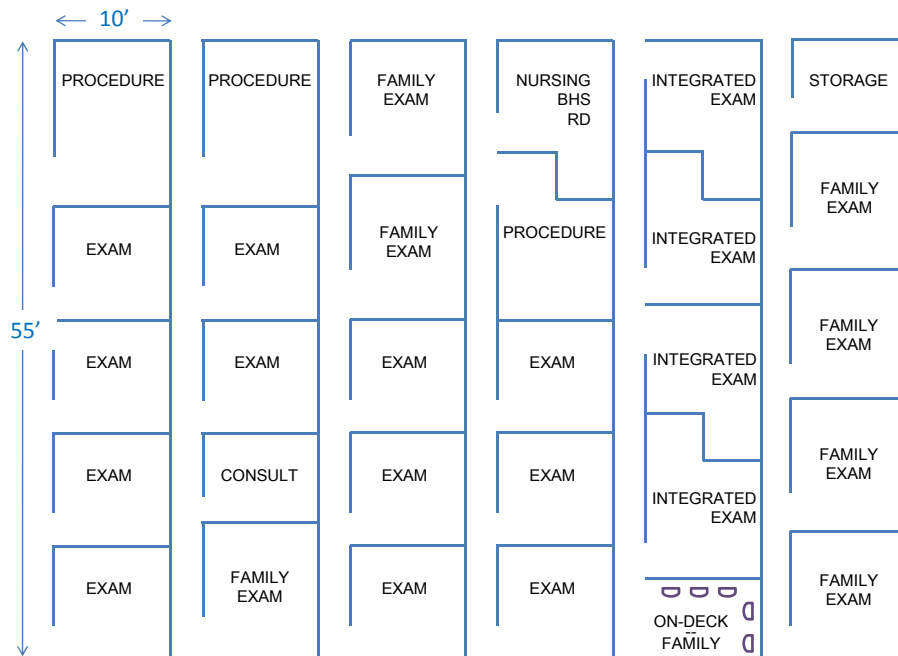 10’
55’
PROCEDURE
EXAM
EXAM
EXAM
EXAM
PROCEDURE
EXAM
EXAM
CONSULT
FAMILY
EXAM
FAMILY
EXAM
FAMILY
EXAM
EXAM
EXAM
EXAM
NURSING
BHS
RD
PROCEDURE
EXAM
EXAM
EXAM
INTEGRATED
EXAM
INTEGRATED
EXAM
INTEGRATED
EXAM
INTEGRATED
EXAM
ON-DECK
--
FAMILY
STORAGE
FAMILY
EXAM
FAMILY
EXAM
FAMILY
EXAM
FAMILY
EXAM